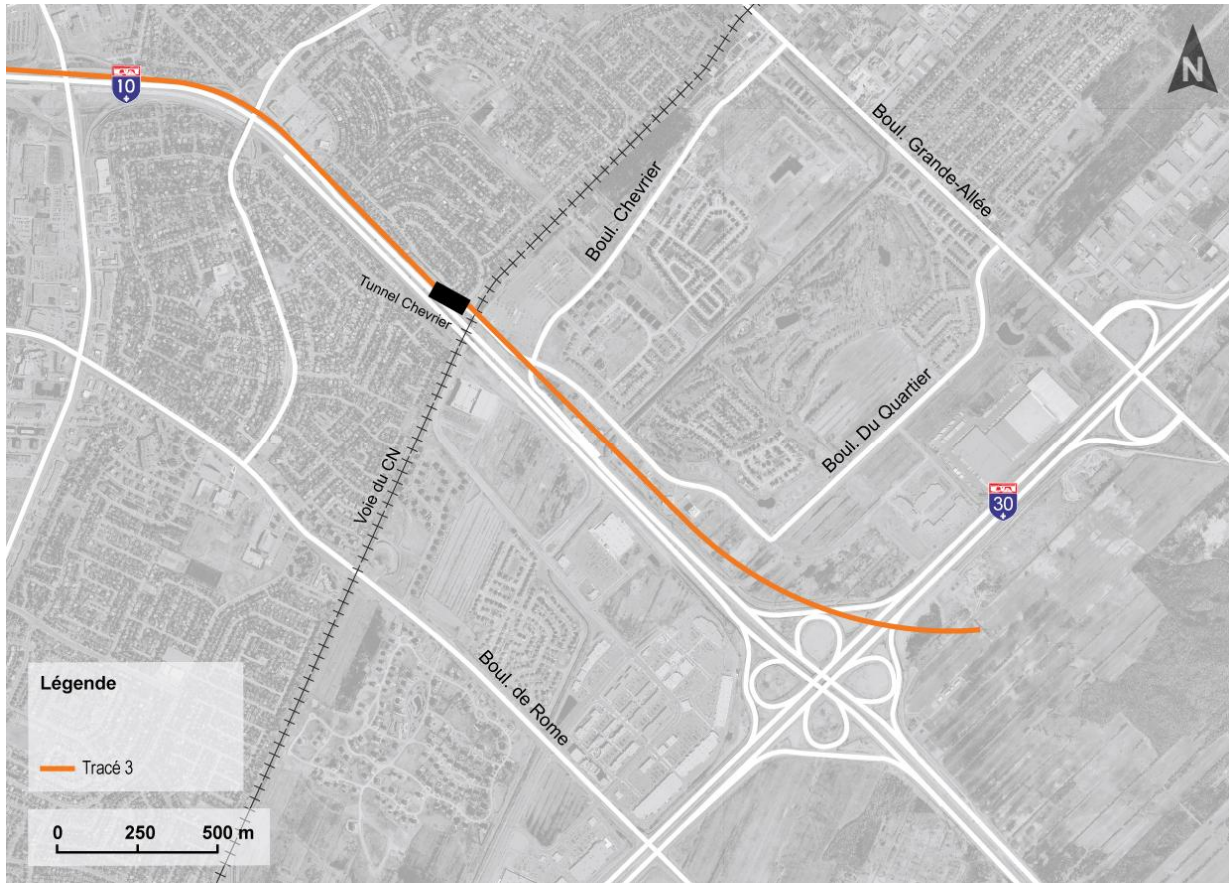 N
10
Boul. Grande-Allée
Boul. Chevrier
Tunnel Chevrier
Boul. Du Quartier
Voie du CN
30
Boul. de Rome
Légende
Tracé 3
0 250 500 m